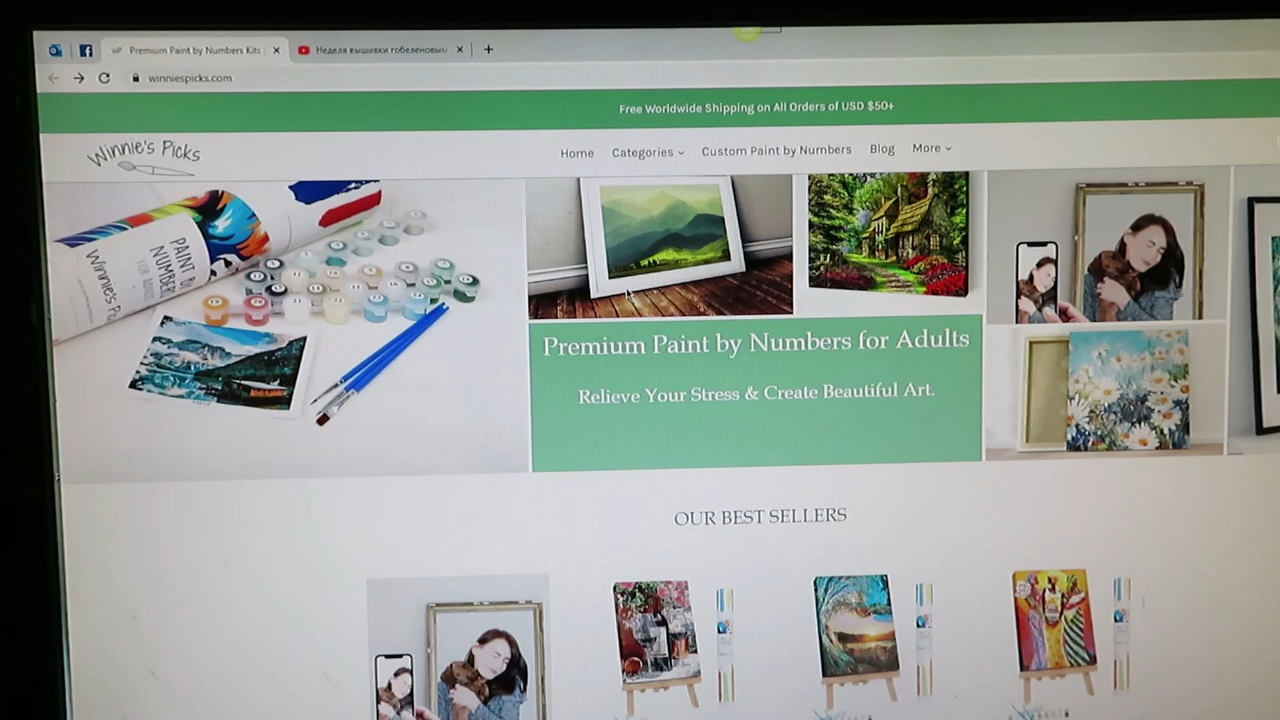 Premium Paint by Numbers Kits
Неделя вышивки гобеленовым
winniespicks.com
Free Worldwide Shipping on All Orders of USD $50+
Winnie's Picks
Home
Categories
Custom Paint by Numbers
Blog
More
PAINT BY
NUMBERS
Winnie's
Premium Paint by Numbers for Adults
Relieve Your Stress & Create Beautiful Art.
OUR BEST SELLERS